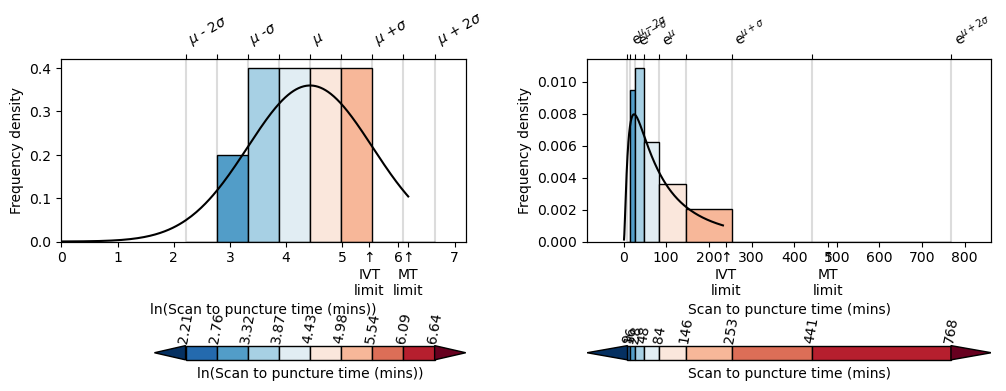 μ - 2σ
μ -σ
μ
μ +σ
μ + 2σ
Frequency density
0.4
0.3
0.2
0.1
0.0
0 1 2 3 4 5 6 7
↑ ↑
IVT MT
limit limit
ln(Scan to puncture time (mins))
2.21 2.76 3.32 3.87 4.43 4.98 5.54 6.09 6.64
ln(Scan to puncture time (mins))
e^μ-2σ
e^μ-σ
e^μ
e^μ+σ
e^μ+2σ
Frequency density
0.010
0.008
0.006
0.004
0.002
0.000
0 100 200 300 400 500 600 700 800
↑ ↑
IVT MT
limit limit
Scan to puncture time (mins)
28 48 84 146 253 441 768
Scan to puncture time (mins)